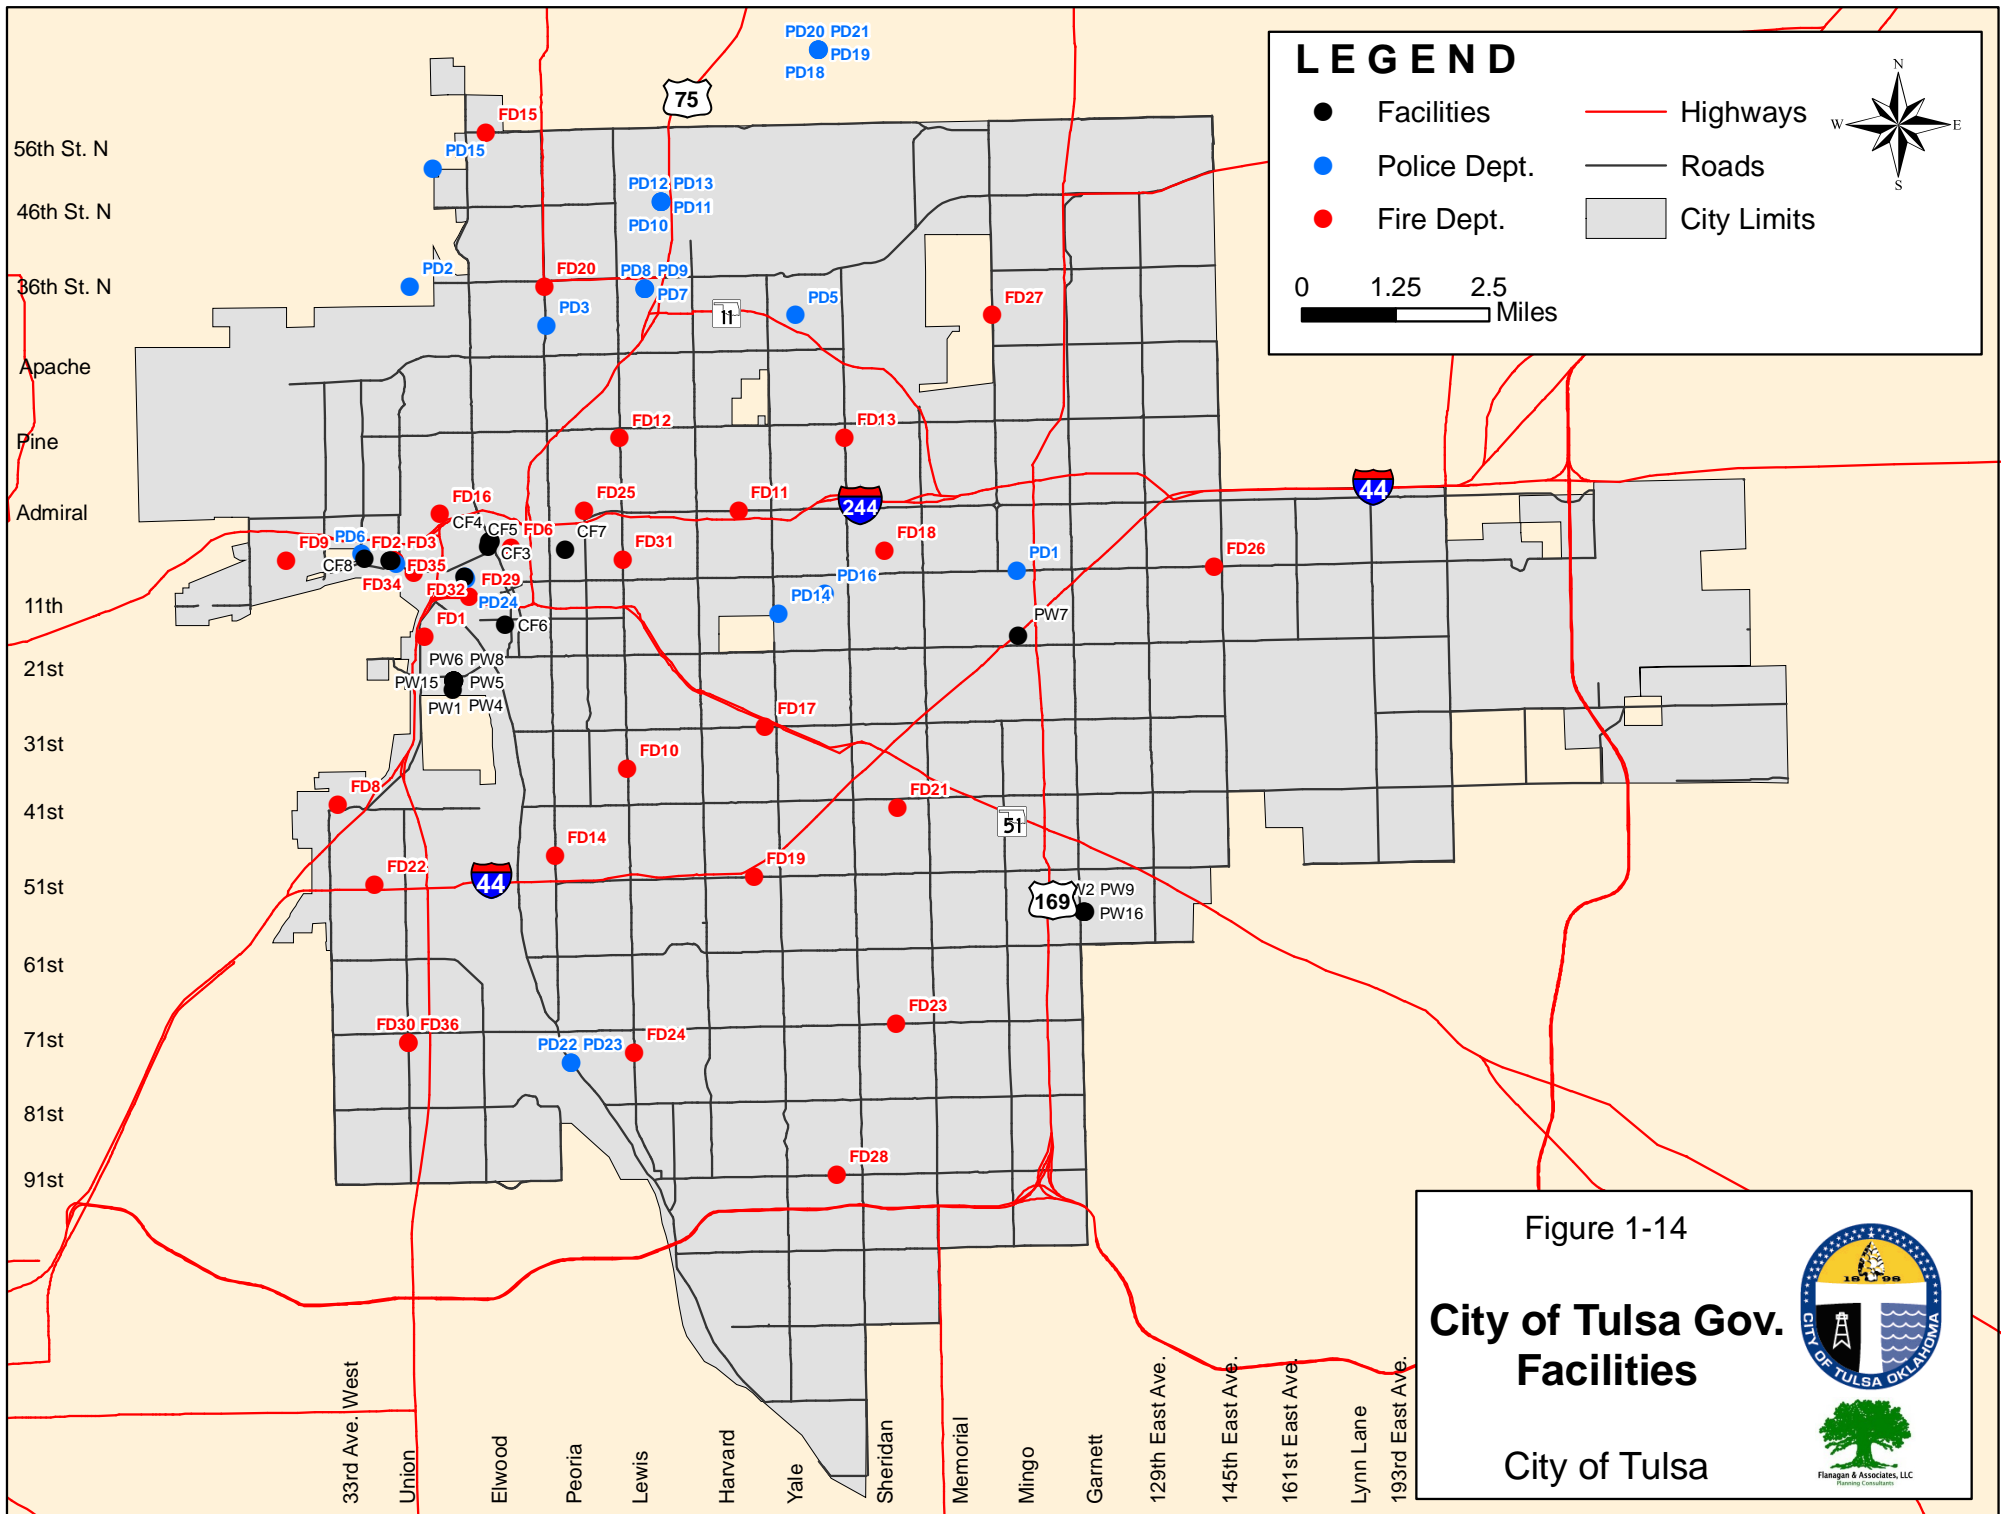 PD20 PD21
PD19
PD18
75
LEGEND
Facilities
Highways
Police Dept.
Roads
Fire Dept.
City Limits
N
W
E
S
0 1.25 2.5
Miles
FD15
56th St. N
PD15
PD12 PD13
PD11
PD10
46th St. N
PD2
FD20
PD8 PD9
PD7
36th St. N
PD3
11
PD5
FD27
Apache
FD12
FD13
Pine
FD16
FD25
FD11
244
44
Admiral
CF4
CF5
FD6
CF7
CF3
FD9
PD6
FD2
FD3
FD31
FD18
PD1
FD26
CF8
FD35
FD34
FD32
FD29
PD24
PD16
PD14
11th
FD1
CF6
PW7
21st
PW6 PW8
PW15
PW5
PW1 PW4
FD17
31st
FD10
FD8
FD21
41st
51
FD14
FD22
FD19
44
51st
169
W2 PW9
PW16
61st
FD23
FD30 FD36
71st
PD22 PD23
FD24
81st
FD28
91st
33rd Ave. West
Union
Elwood
Peoria
Lewis
Harvard
Yale
Sheridan
Memorial
Mingo
Garnett
129th East Ave.
145th East Ave.
161st East Ave.
Lynn Lane
193rd East Ave.
Figure 1-14
City of Tulsa Gov.
Facilities
City of Tulsa
1898
CITY OF TULSA OKLAHOMA
Flanagan & Associates, LLC
Planning Consultants